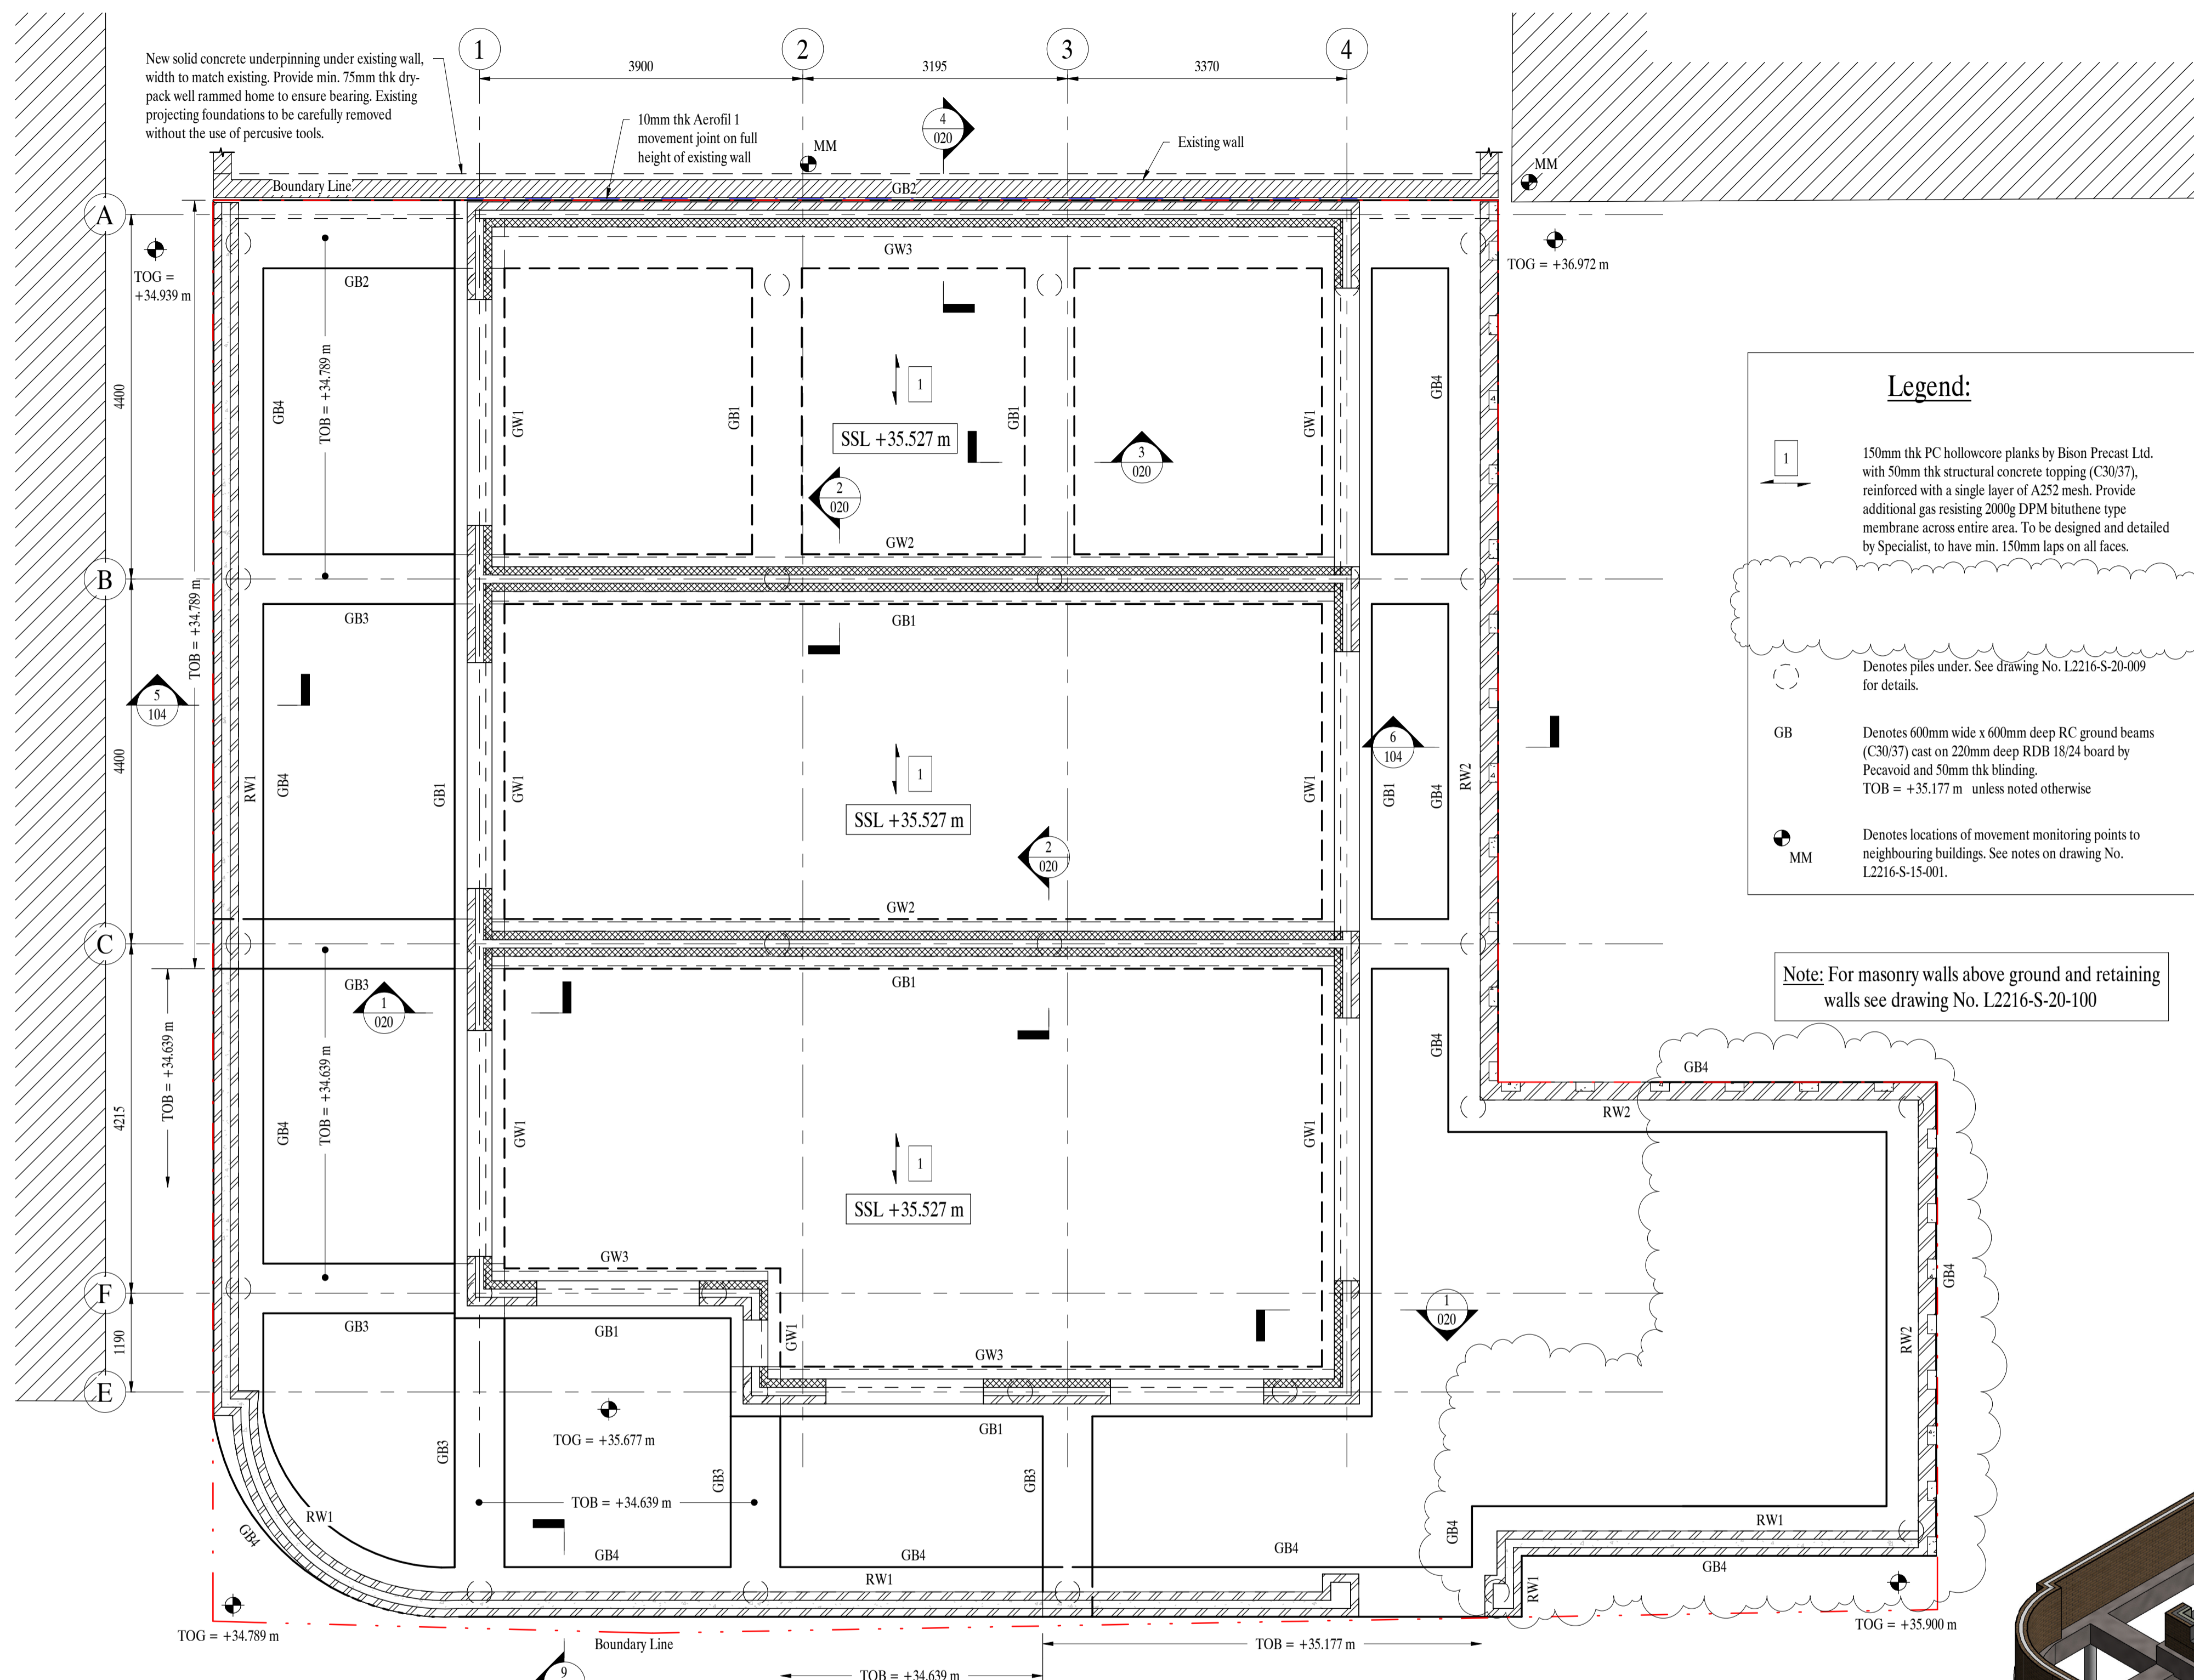 1
2
3
4
3900
3195
3370
New solid concrete underpinning under existing wall,
width to match existing. Provide min. 75mm thk dry-
pack well rammed home to ensure bearing. Existing
projecting foundations to be carefully removed
without the use of percusive tools.
10mm thk Aerofil 1
movement joint on full
height of existing wall
4
020
MM
Existing wall
MM
Boundary Line
GB2
A
TOG =
+34.939 m
GW3
TOG = +36.972 m
GB2
4400
GB4
TOB = +34.789 m
GW1
GB1
1
GB1
GW1
GB4
SSL +35.527 m
3
020
2
020
GW2
B
TOB = +34.789 m
GB3
GB1
5
104
4400
RW1
GB4
GB1
GW1
1
SSL +35.527 m
GW1
6
104
GB1
GB4
RW2
2
020
GW2
C
GB3
1
020
GB1
TOB = +34.639 m
4215
GB4
TOB = +34.639 m
GW1
1
SSL +35.527 m
GW1
GB4
GB4
RW2
GW3
F
GB3
GB1
GW1
GW3
1
020
GB4
RW2
1190
E
TOG = +35.677 m
GB3
GB3
GB1
GB3
TOB = +34.639 m
RW1
GB4
GB4
GB4
GB4
GB4
RW1
GB4
RW1
RW1
TOG = +34.789 m
Boundary Line
TOB = +35.177 m
TOG = +35.900 m
9
TOB = +34.639 m
Legend:
1
150mm thk PC hollowcore planks by Bison Precast Ltd.
with 50mm thk structural concrete topping (C30/37),
reinforced with a single layer of A252 mesh. Provide
additional gas resisting 2000g DPM bituthene type
membrane across entire area. To be designed and detailed
by Specialist, to have min. 150mm laps on all faces.
Denotes piles under. See drawing No. L2216-S-20-009
for details.
GB
Denotes 600mm wide x 600mm deep RC ground beams
(C30/37) cast on 220mm deep RDB 18/24 board by
Pecavoid and 50mm thk blinding.
TOB = +35.177 m unless noted otherwise
MM
Denotes locations of movement monitoring points to
neighbouring buildings. See notes on drawing No.
L2216-S-15-001.
Note: For masonry walls above ground and retaining
walls see drawing No. L2216-S-20-100